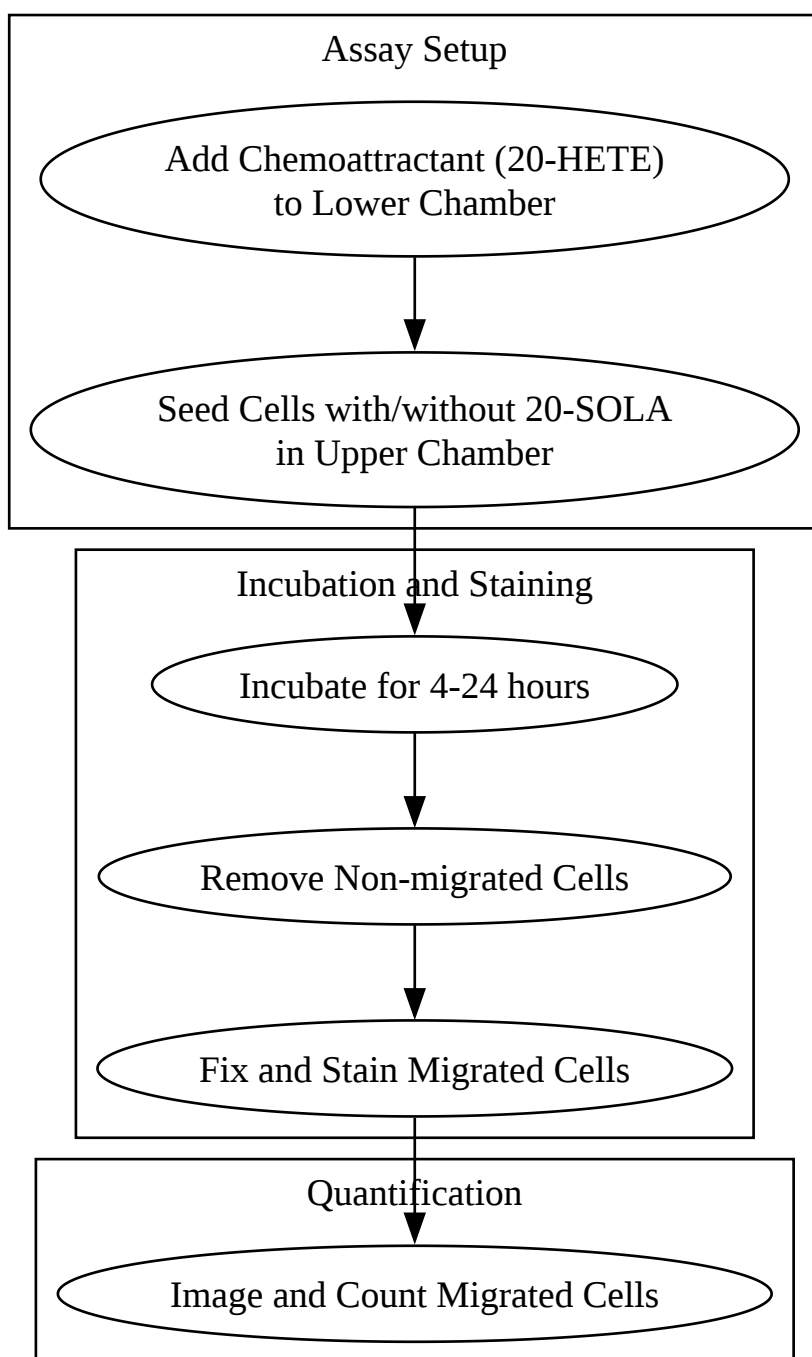 Assay Setup
Add Chemoattractant (20-HETE)
to Lower Chamber
Seed Cells with/without 20-SOLA
in Upper Chamber
Incubation and Staining
Incubate for 4-24 hours
Remove Non-migrated Cells
Fix and Stain Migrated Cells
Quantification
Image and Count Migrated Cells